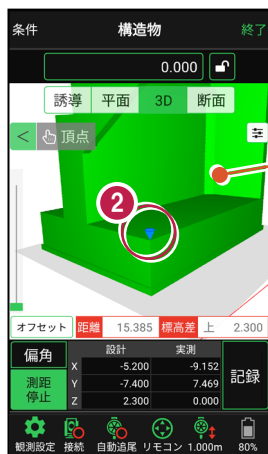 条件 構造物 終了
0.000
誘導 平面 3D 断面
< 頂点
2
オフセット 距離 15.385 標高差 上 2.300
偏角 設計 実測
測距停止 X -5.200 -9.152 記録
Y -7.400 7.469
Z 2.300 0.000
観測設定 接続 自動追尾 リモコン 1.000m 80%